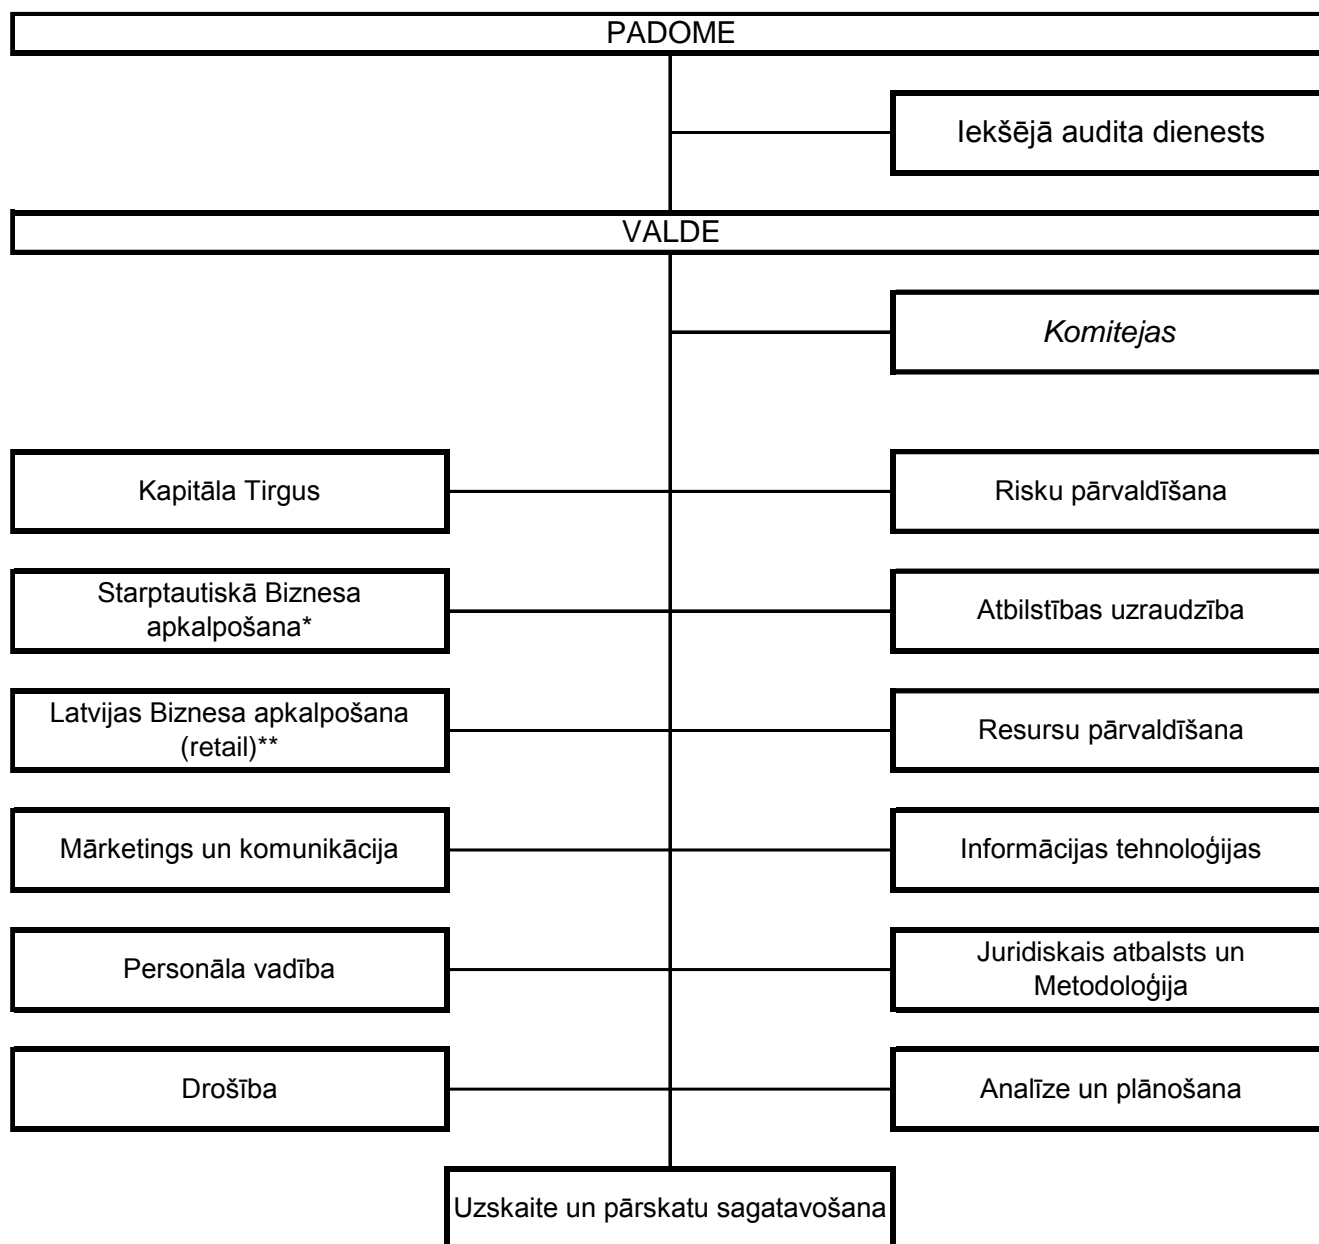 PADOME
Iekšējā audita dienests
VALDE
Komitejas
Kapitāla Tirgus
Risku pārvaldīšana
Starptautiskā Biznesa
apkalpošana*
Atbilstības uzraudzība
Latvijas Biznesa apkalpošana
(retail)**
Resursu pārvaldīšana
Mārketings un komunikācija
Informācijas tehnoloģijas
Personāla vadība
Juridiskais atbalsts un
Metodoloģija
Drošība
Analīze un plānošana
Uzskaite un pārskatu sagatavošana